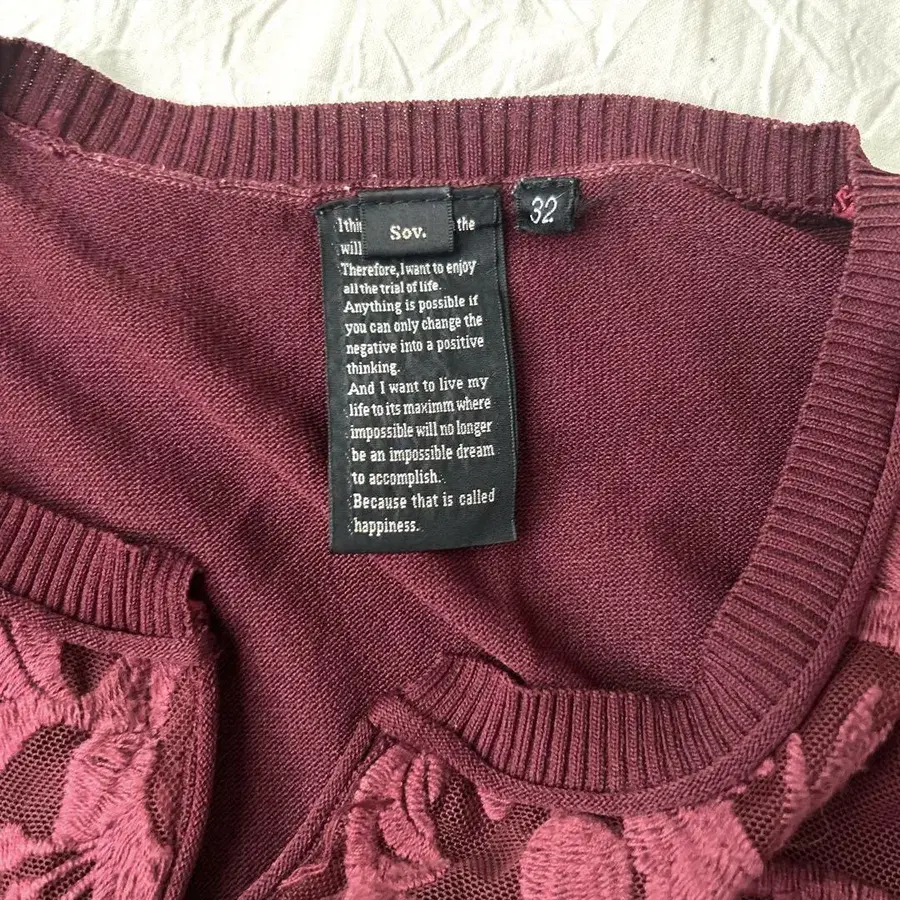 Sov.
32
the
will
Therefore, I want to enjoy
all the trial of life.
Anything is possible if
you can only change the
negative into a positive
thinking.
And I want to live my
life to its maximm where
impossible will no longer
be an impossible dream
to accomplish.
Because that is called
happiness.